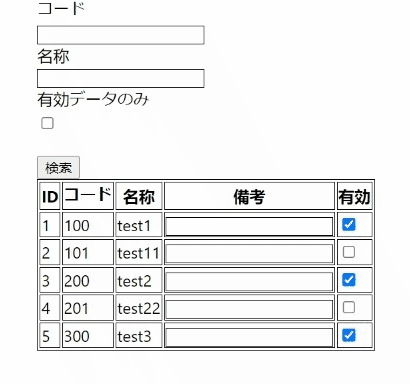 コード
名称
有効データのみ
検索
ID コード 名称 備考 有効
1 100 test1
2 101 test11
3 200 test2
4 201 test22
5 300 test3